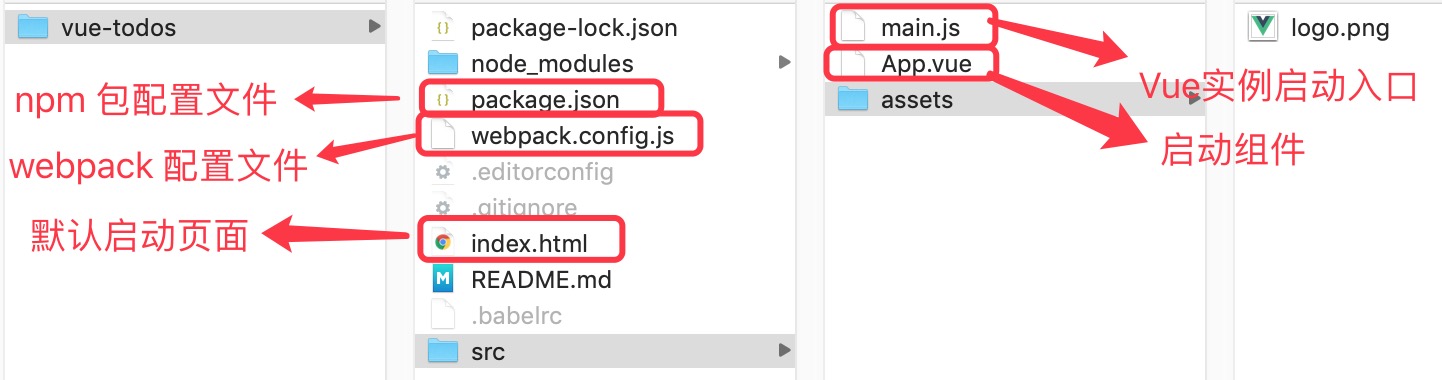 vue-todos
npm 包配置文件
webpack 配置文件
默认启动页面
package-lock.json
node_modules
package.json
webpack.config.js
.editorconfig
.gitignore
index.html
README.md
.babelrc
src
main.js
App.vue
assets
Vue实例启动入口
启动组件
logo.png